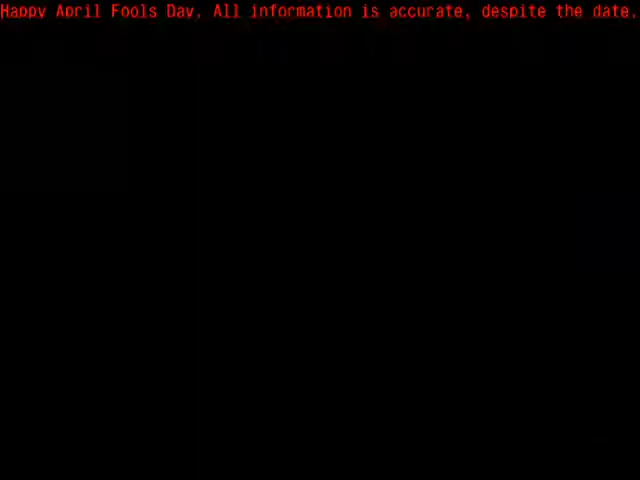 Happy April Fools Day. All information is accurate, despite the date.